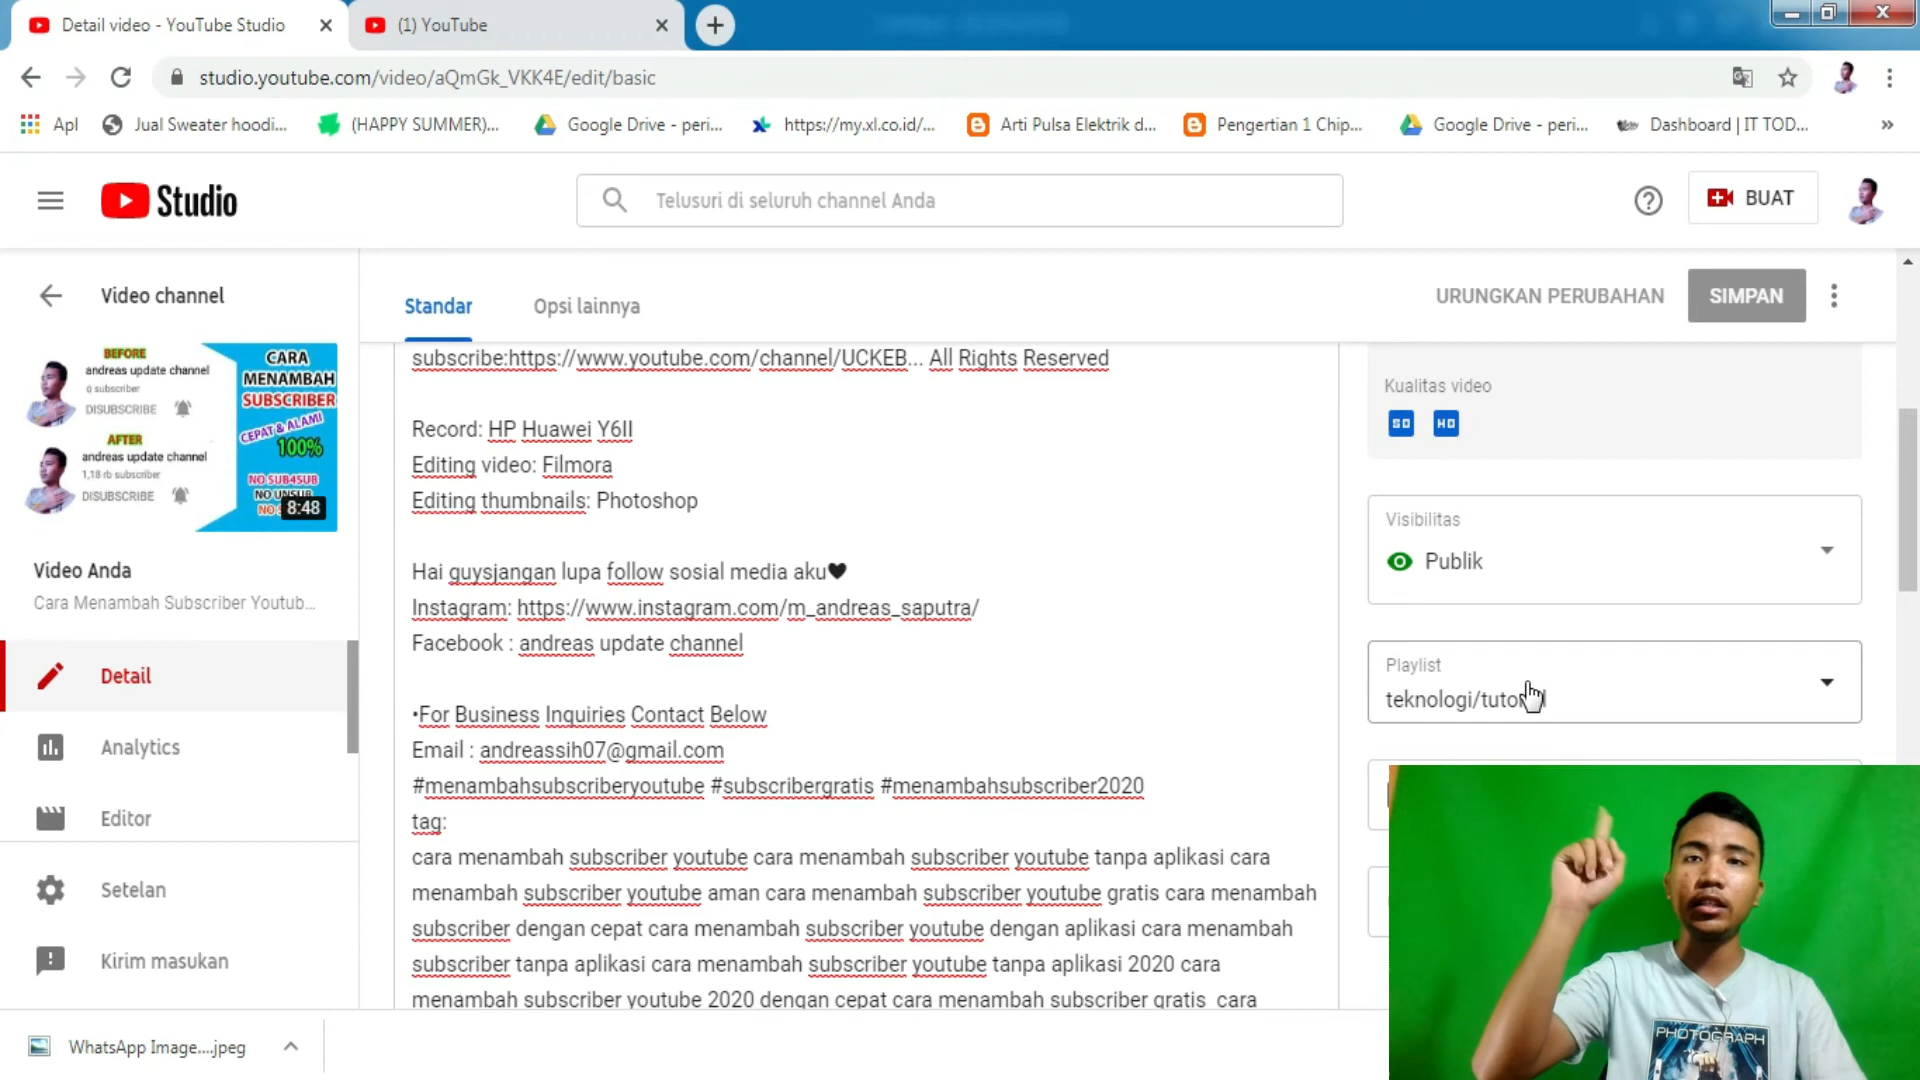 Detail video - YouTube Studio
(1) YouTube
studio.youtube.com/video/aQmGk_VKK4E/edit/basic
Apl
Jual Sweater hoodi...
(HAPPY SUMMER)...
Google Drive - peri...
https://my.xl.co.id/...
Arti Pulsa Elektrik d...
Pengertian 1 Chip...
Google Drive - peri...
Dashboard | IT TOD...
Studio
Telusuri di seluruh channel Anda
BUAT
Video channel
BEFORE
andreas update channel
0 subscriber
DISUBSCRIBE
AFTER
andreas update channel
1,18 rb subscriber
DISUBSCRIBE
CARA
MENAMBAH
SUBSCRIBER
CEPAT & ALAMI
100%
NO SUB4SUB
NO UNSUB
NO
8:48
Video Anda
Cara Menambah Subscriber Youtub...
Detail
Analytics
Editor
Setelan
Kirim masukan
Standar
Opsi lainnya
URUNGKAN PERUBAHAN
SIMPAN
subscribe:https://www.youtube.com/channel/UCKEB... All Rights Reserved
Record: HP Huawei Y6II
Editing video: Filmora
Editing thumbnails: Photoshop
Hai guysjangan lupa follow sosial media aku♥
Instagram: https://www.instagram.com/m_andreas_saputra/
Facebook : andreas update channel
•For Business Inquiries Contact Below
Email : andreassih07@gmail.com
#menambahsubscriberyoutube #subscribergratis #menambahsubscriber2020
tag:
cara menambah subscriber youtube cara menambah subscriber youtube tanpa aplikasi cara
menambah subscriber youtube aman cara menambah subscriber youtube gratis cara menambah
subscriber dengan cepat cara menambah subscriber youtube dengan aplikasi cara menambah
subscriber tanpa aplikasi cara menambah subscriber youtube tanpa aplikasi 2020 cara
menambah subscriber youtube 2020 dengan cepat cara menambah subscriber gratis cara
Kualitas video
SD
HD
Visibilitas
Publik
Playlist
teknologi/tutorial
PHOTOGRAPH
WhatsApp Image....jpeg